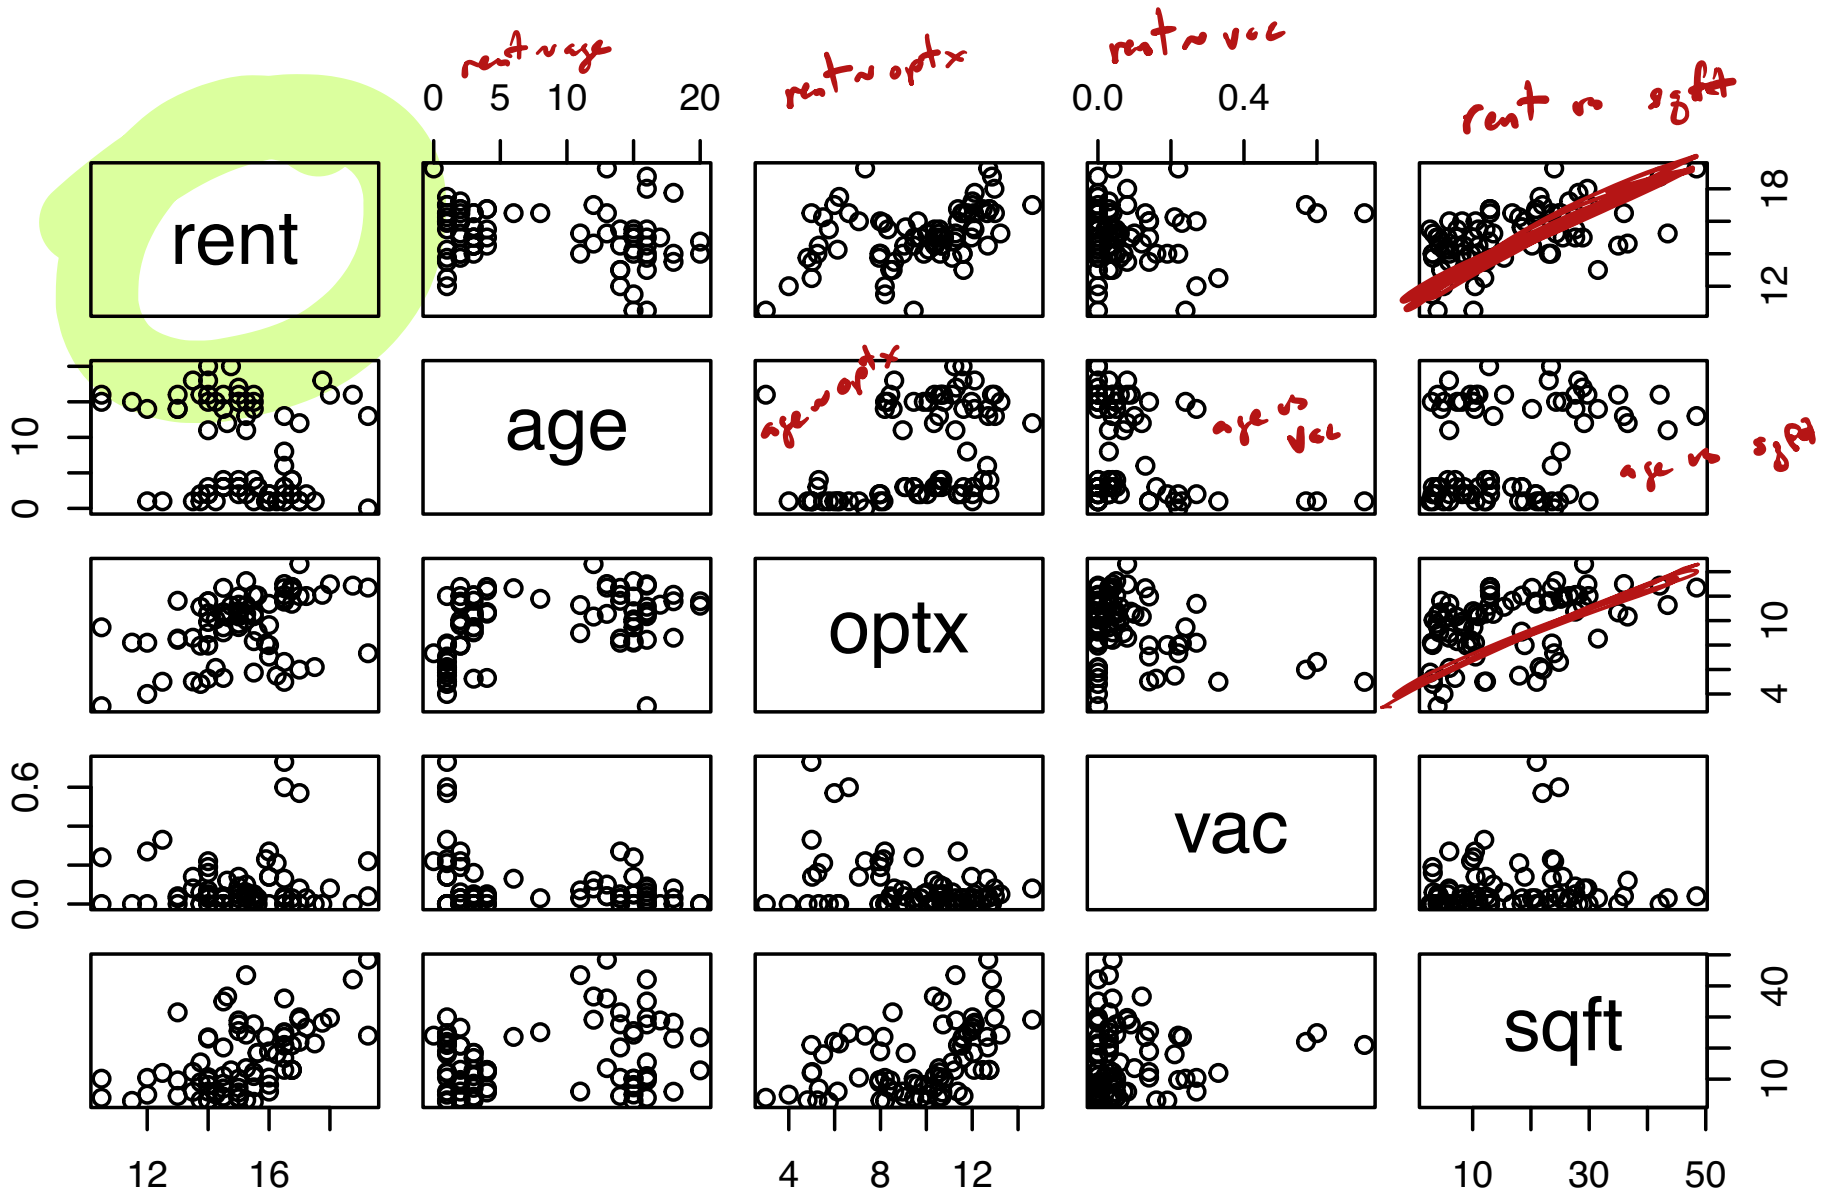 rent ~ age
rent ~ optx
rent ~ vac
rent vs sqft
0 5 10 20
0.0 0.4
rent
12 18
age
age ~ optx
age vs vac
age vs sqft
0 10
optx
4 10
vac
0.0 0.6
sqft
10 40
12 16
4 8 12
10 30 50